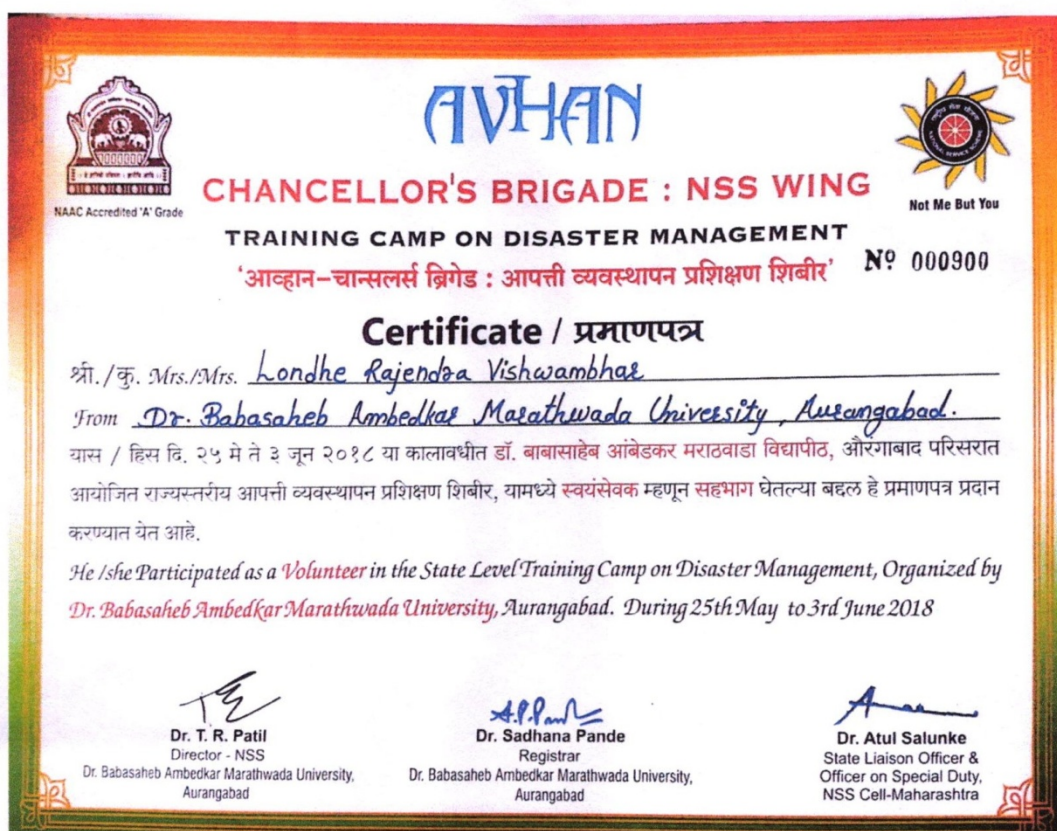 AVHAN
NAAC Accredited 'A' Grade
CHANCELLOR'S BRIGADE : NSS WING
Not Me But You
TRAINING CAMP ON DISASTER MANAGEMENT
Nº 000900
'आव्हान-चान्सलर्स ब्रिगेड : आपत्ती व्यवस्थापन प्रशिक्षण शिबीर'
Certificate / प्रमाणपत्र
श्री./कु. Mrs./Mrs. Londhe Rajendra Vishwambhar
From Dr. Babasaheb Ambedkar Marathwada University, Aurangabad.
यास / हिस दि. २५ मे ते ३ जून २०१८ या कालावधीत डॉ. बाबासाहेब आंबेडकर मराठवाडा विद्यापीठ, औरंगाबाद परिसरात
आयोजित राज्यस्तरीय आपत्ती व्यवस्थापन प्रशिक्षण शिबीर, यामध्ये स्वयंसेवक म्हणून सहभाग घेतल्या बद्दल हे प्रमाणपत्र प्रदान
करण्यात येत आहे.
He /she Participated as a Volunteer in the State Level Training Camp on Disaster Management, Organized by
Dr. Babasaheb Ambedkar Marathwada University, Aurangabad. During 25th May to 3rd June 2018
Dr. T. R. Patil
Director - NSS
Dr. Babasaheb Ambedkar Marathwada University,
Aurangabad
Dr. Sadhana Pande
Registrar
Dr. Babasaheb Ambedkar Marathwada University,
Aurangabad
Dr. Atul Salunke
State Liaison Officer &
Officer on Special Duty,
NSS Cell-Maharashtra